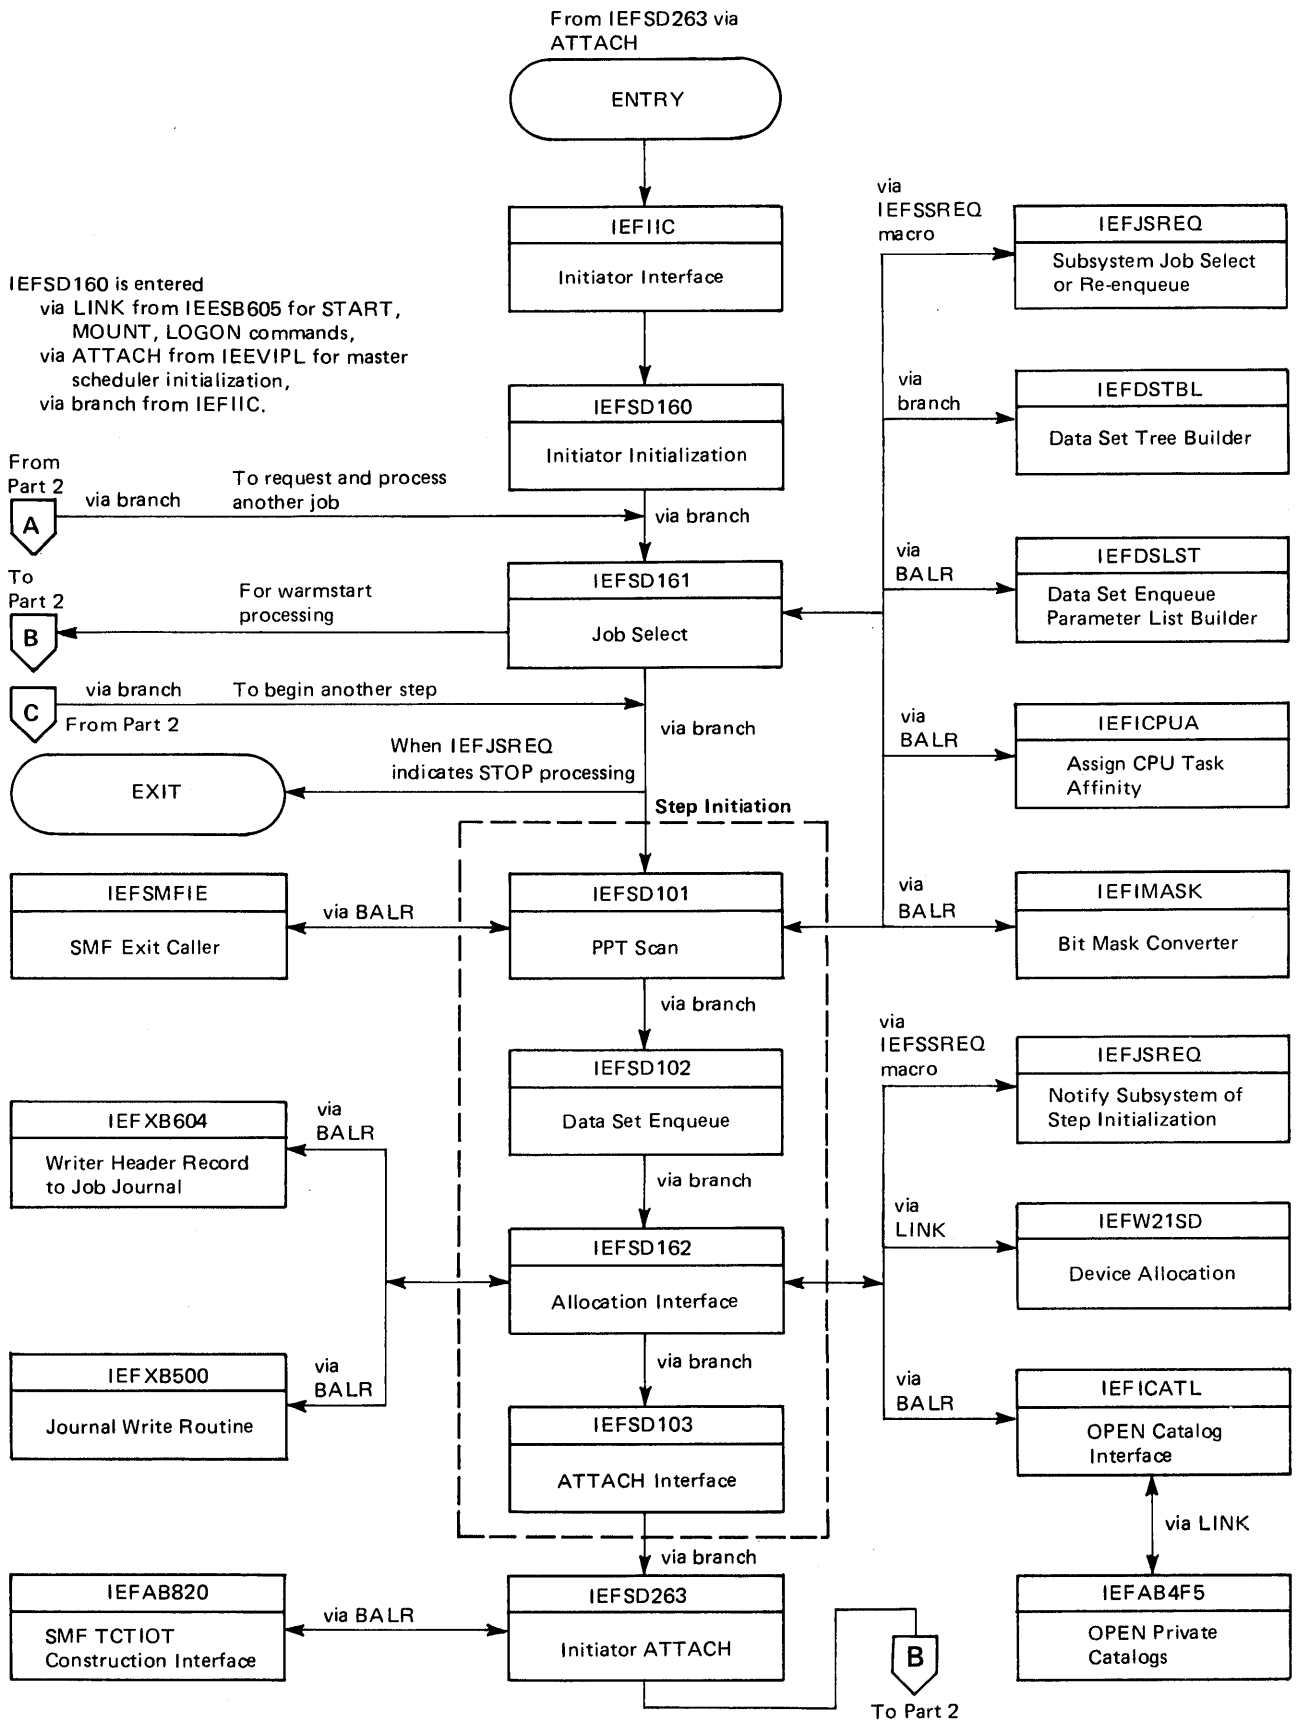 From IEFSD263 via
ATTACH
ENTRY
IEFIIC
Initiator Interface
via
IEFSSREQ
macro
IEFJSREQ
Subsystem Job Select
or Re-enqueue
IEFSD160 is entered
via LINK from IEESB605 for START,
MOUNT, LOGON commands,
via ATTACH from IEEVIPL for master
scheduler initialization,
via branch from IEFIIC.
IEFSD160
Initiator Initialization
via
branch
IEFDSTBL
Data Set Tree Builder
From
Part 2
A
via branch
To request and process
another job
via branch
IEFSD161
Job Select
via
BALR
IEFDSLST
Data Set Enqueue
Parameter List Builder
To
Part 2
B
For warmstart
processing
C
via branch
To begin another step
From Part 2
via branch
via
BALR
IEFICPUA
Assign CPU Task
Affinity
When IEFJSREQ
indicates STOP processing
EXIT
Step Initiation
IEFSMFIE
SMF Exit Caller
via BALR
IEFSD101
PPT Scan
via
BALR
IEFIMASK
Bit Mask Converter
via branch
IEFSD102
Data Set Enqueue
via
IEFSSREQ
macro
IEFJSREQ
Notify Subsystem of
Step Initialization
IEFXB604
Writer Header Record
to Job Journal
via
BALR
via branch
IEFSD162
Allocation Interface
via
LINK
IEFW21SD
Device Allocation
via branch
IEFXB500
Journal Write Routine
via
BALR
IEFSD103
ATTACH Interface
via
BALR
IEFICATL
OPEN Catalog
Interface
via LINK
via branch
IEFAB820
SMF TCTIOT
Construction Interface
via BALR
IEFSD263
Initiator ATTACH
B
To Part 2
IEFAB4F5
OPEN Private
Catalogs